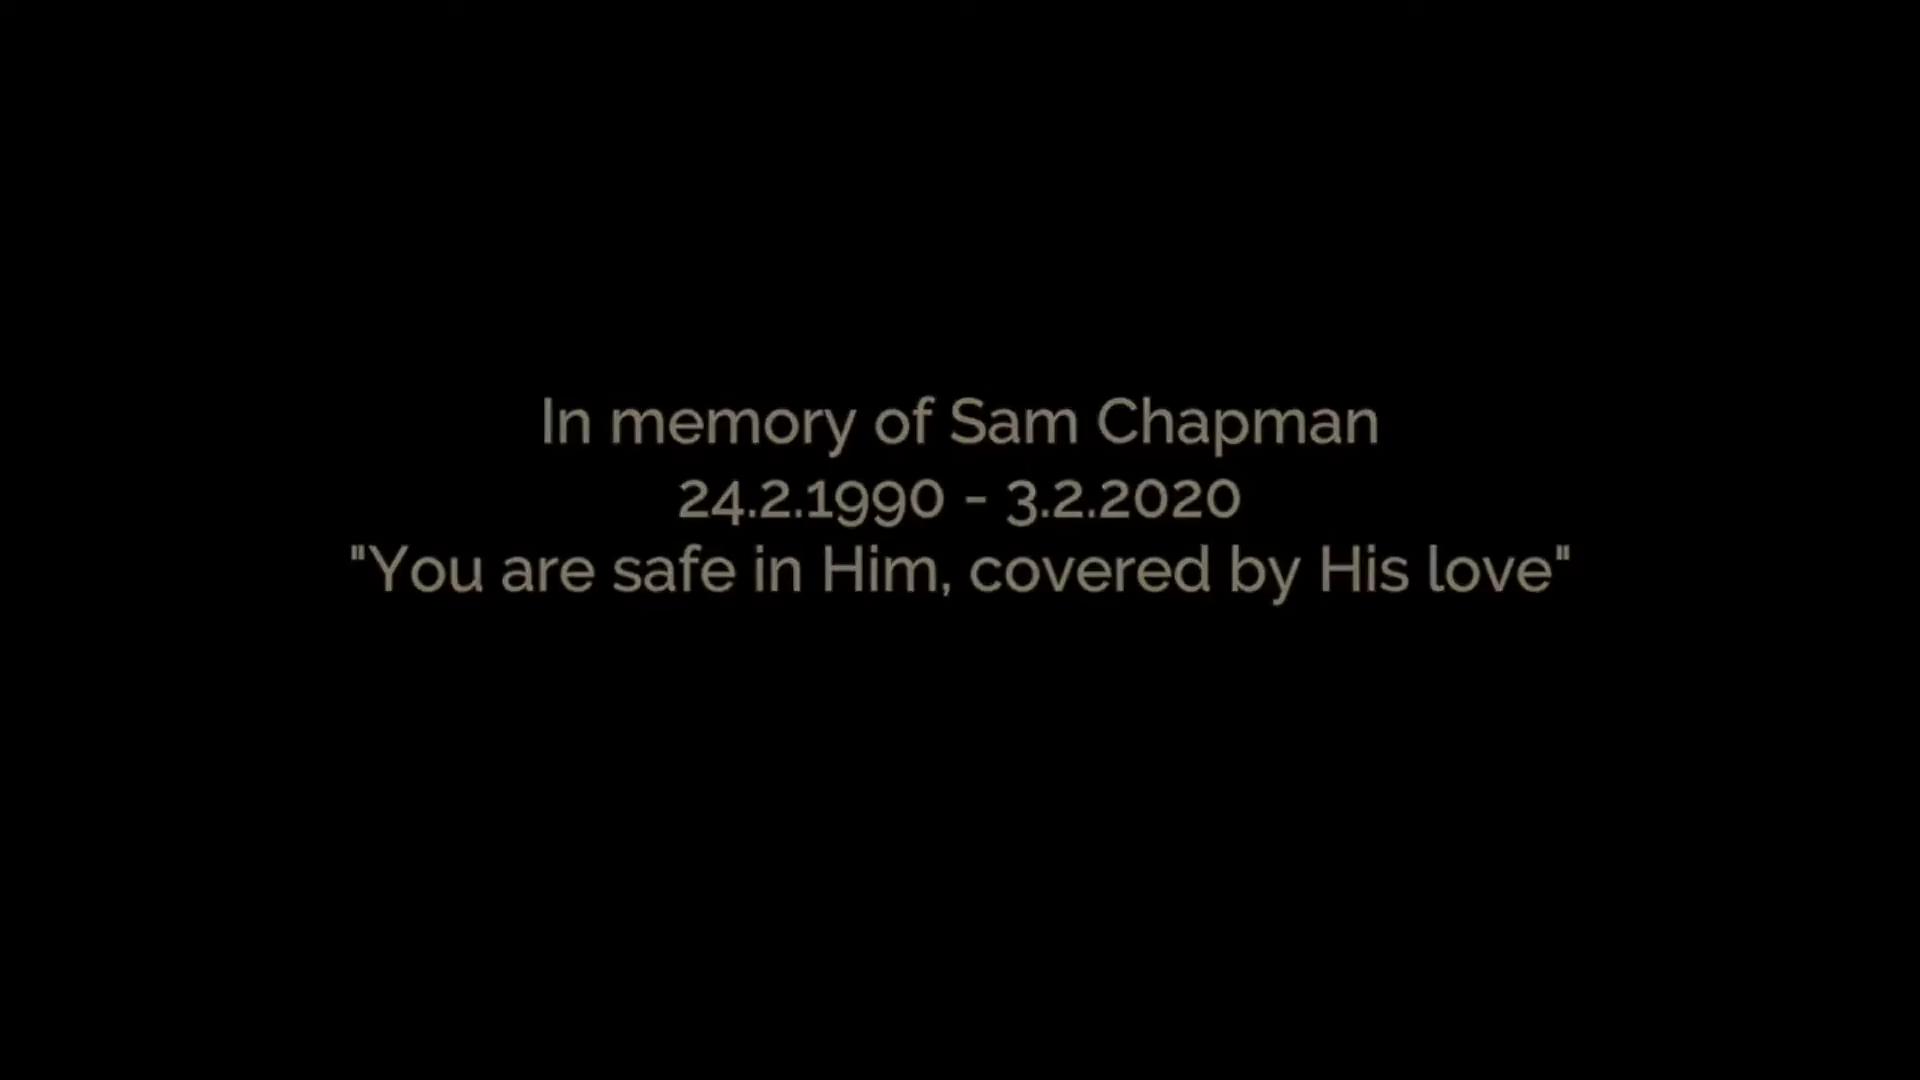 In memory of Sam Chapman
24.2.1990 - 3.2.2020
"You are safe in Him, covered by His love"